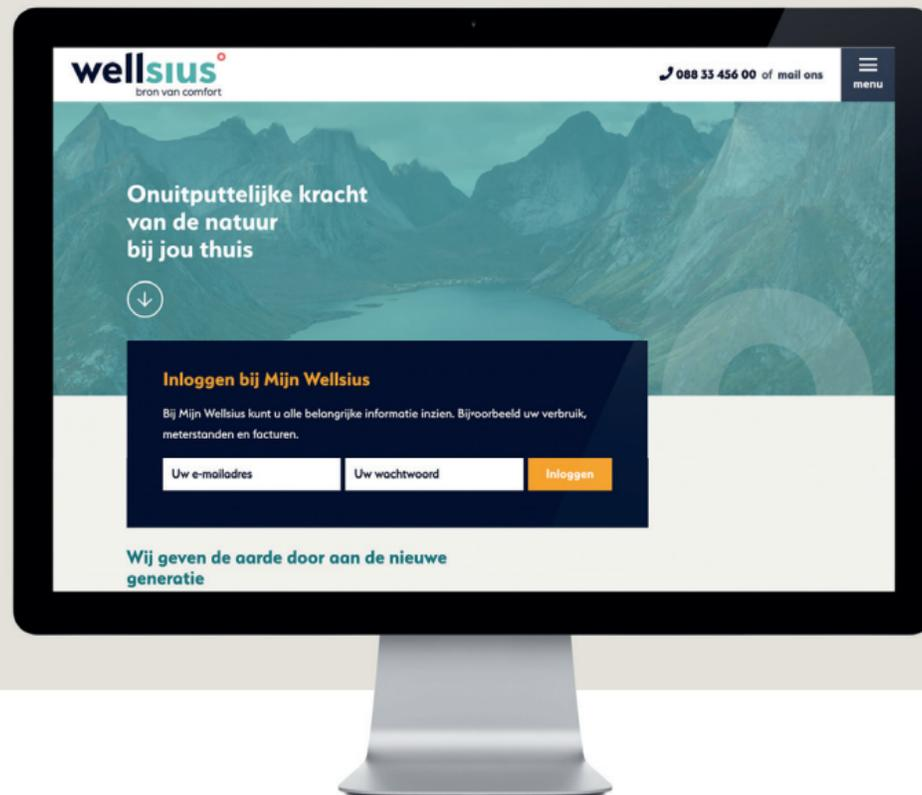 wellsius°
bron van comfort
088 33 456 00 of mail ons
menu
Onuitputtelijke kracht
van de natuur
bij jou thuis
Inloggen bij Mijn Wellsius
Bij Mijn Wellsius kunt u alle belangrijke informatie inzien. Bijvoorbeeld uw verbruik,
meterstanden en facturen.
Uw e-mailadres
Uw wachtwoord
Inloggen
Wij geven de aarde door aan de nieuwe
generatie